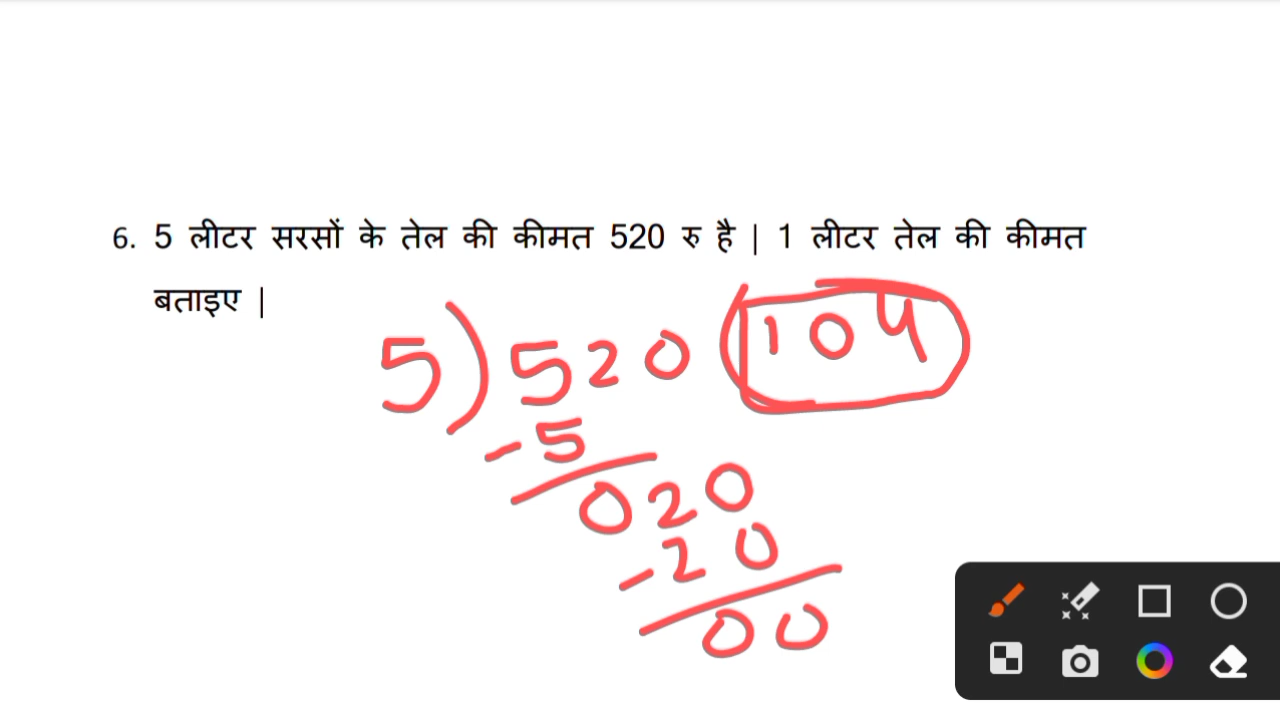 6. 5 लीटर सरसों के तेल की कीमत 520 रु है | 1 लीटर तेल की कीमत
बताइए |
5) 520 (104
-5
020
-20
00